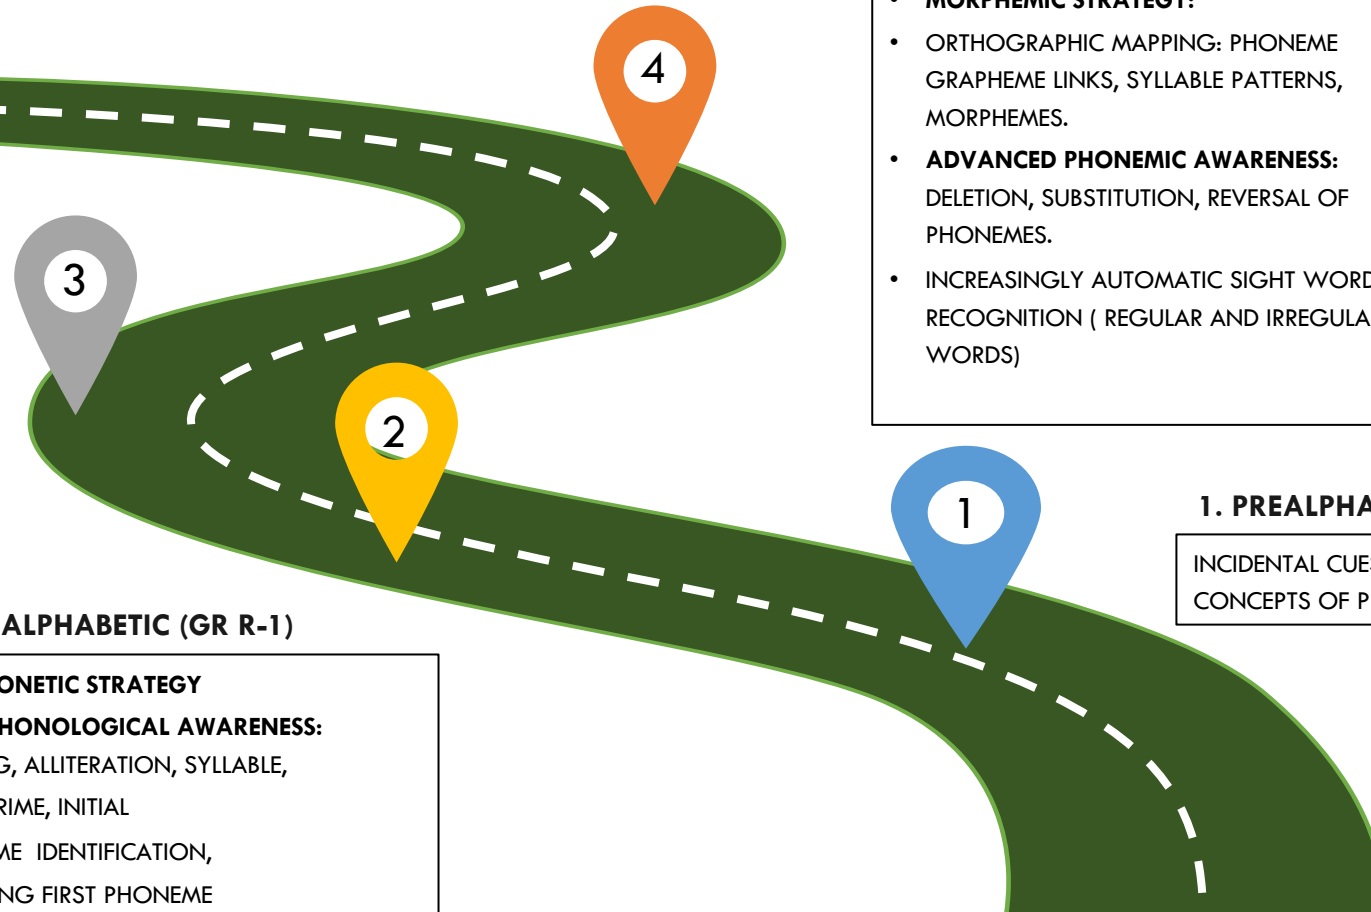 MORPHEMIC STRATEGY:
• ORTHOGRAPHIC MAPPING: PHONEME
GRAPHEME LINKS, SYLLABLE PATTERNS,
MORPHEMES.
• ADVANCED PHONEMIC AWARENESS:
DELETION, SUBSTITUTION, REVERSAL OF
PHONEMES.
• INCREASINGLY AUTOMATIC SIGHT WORD
RECOGNITION ( REGULAR AND IRREGULA
WORDS)
4
3
2
1
1. PREALPHA
INCIDENTAL CUE
CONCEPTS OF P
ALPHABETIC (GR R-1)
ONETIC STRATEGY
HONOLOGICAL AWARENESS:
G, ALLITERATION, SYLLABLE,
RIME, INITIAL
ME IDENTIFICATION,
NG FIRST PHONEME